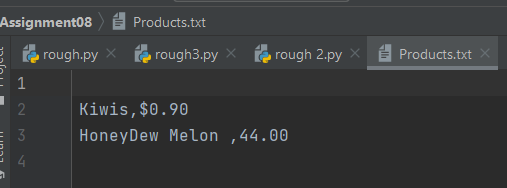 Assignment08 > Products.txt
rough.py × rough3.py × rough 2.py × Products.txt ×
1
2 Kiwis,$0.90
3 HoneyDew Melon ,44.00
4